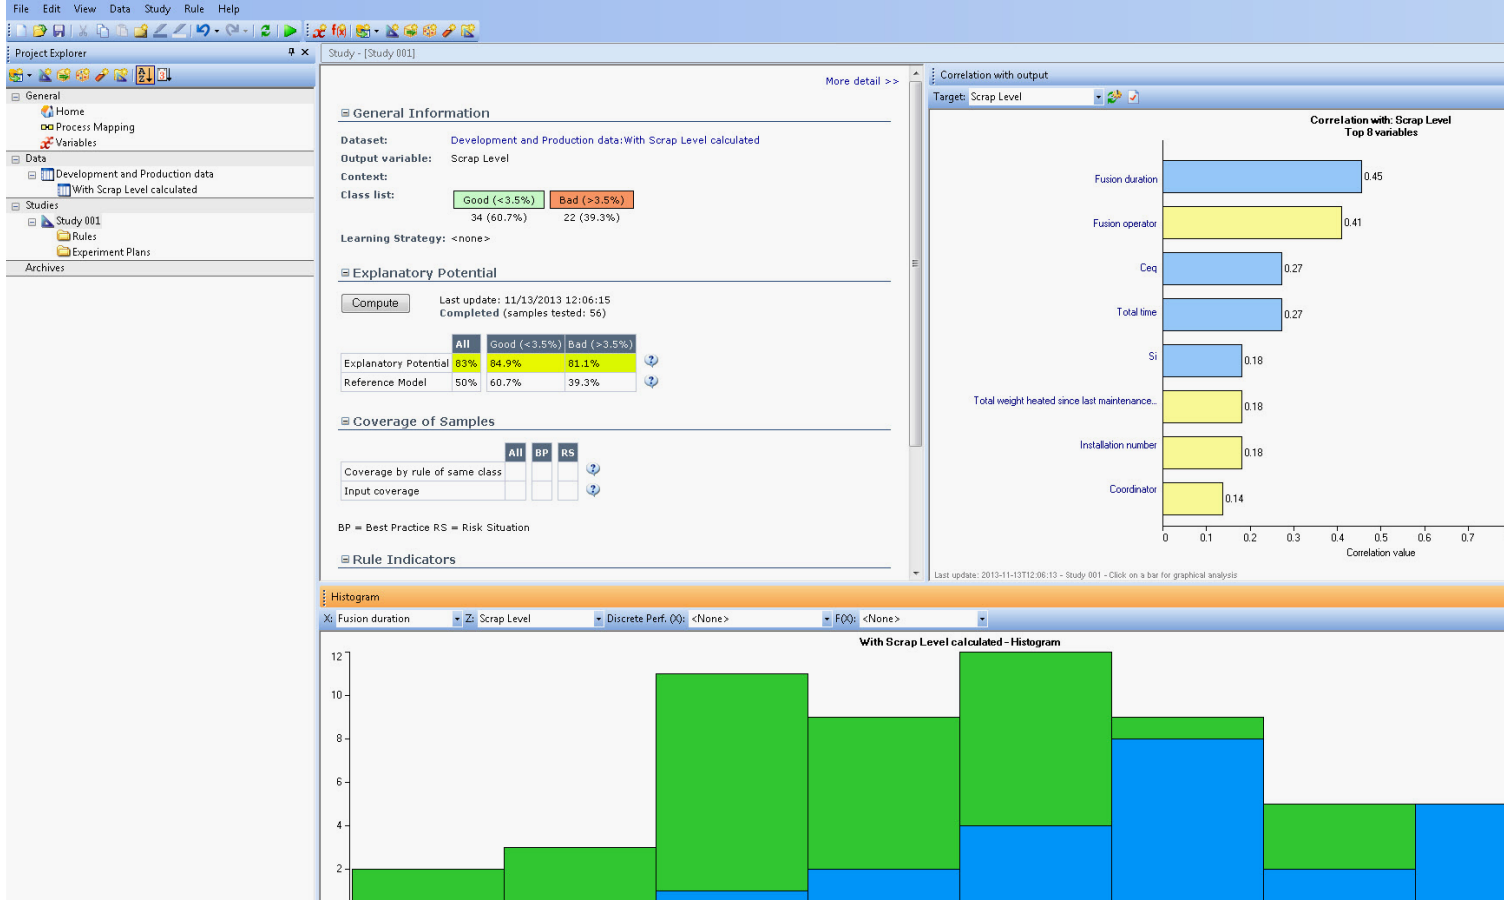 File Edit View Data Study Rule Help
Project Explorer
General
Home
Process Mapping
Variables
Data
Development and Production data
With Scrap Level calculated
Studies
Study 001
Rules
Experiment Plans
Archives
Study - [Study 001]
More detail >>
General Information
Dataset: Development and Production data:With Scrap Level calculated
Output variable: Scrap Level
Context:
Class list: Good (<3.5%) Bad (>3.5%)
34 (60.7%) 22 (39.3%)
Learning Strategy: <none>
Explanatory Potential
Compute
Last update: 11/13/2013 12:06:15
Completed (samples tested: 56)
All Good (<3.5%) Bad (>3.5%)
Explanatory Potential 83% 84.9% 81.1%
Reference Model 50% 60.7% 39.3%
Coverage of Samples
All BP RS
Coverage by rule of same class
Input coverage
BP = Best Practice RS = Risk Situation
Rule Indicators
Correlation with output
Target: Scrap Level
Correlation with: Scrap Level
Top 8 variables
Fusion duration 0.45
Fusion operator 0.41
Ceq 0.27
Total time 0.27
Si 0.18
Total weight heated since last maintenance... 0.18
Installation number 0.18
Coordinator 0.14
0 0.1 0.2 0.3 0.4 0.5 0.6 0.7
Correlation value
Last update: 2013-11-13T12:06:13 - Study 001 - Click on a bar for graphical analysis
Histogram
X: Fusion duration Z: Scrap Level Discrete Perf. (X): <None> F(X): <None>
With Scrap Level calculated - Histogram
12
10
8
6
4
2